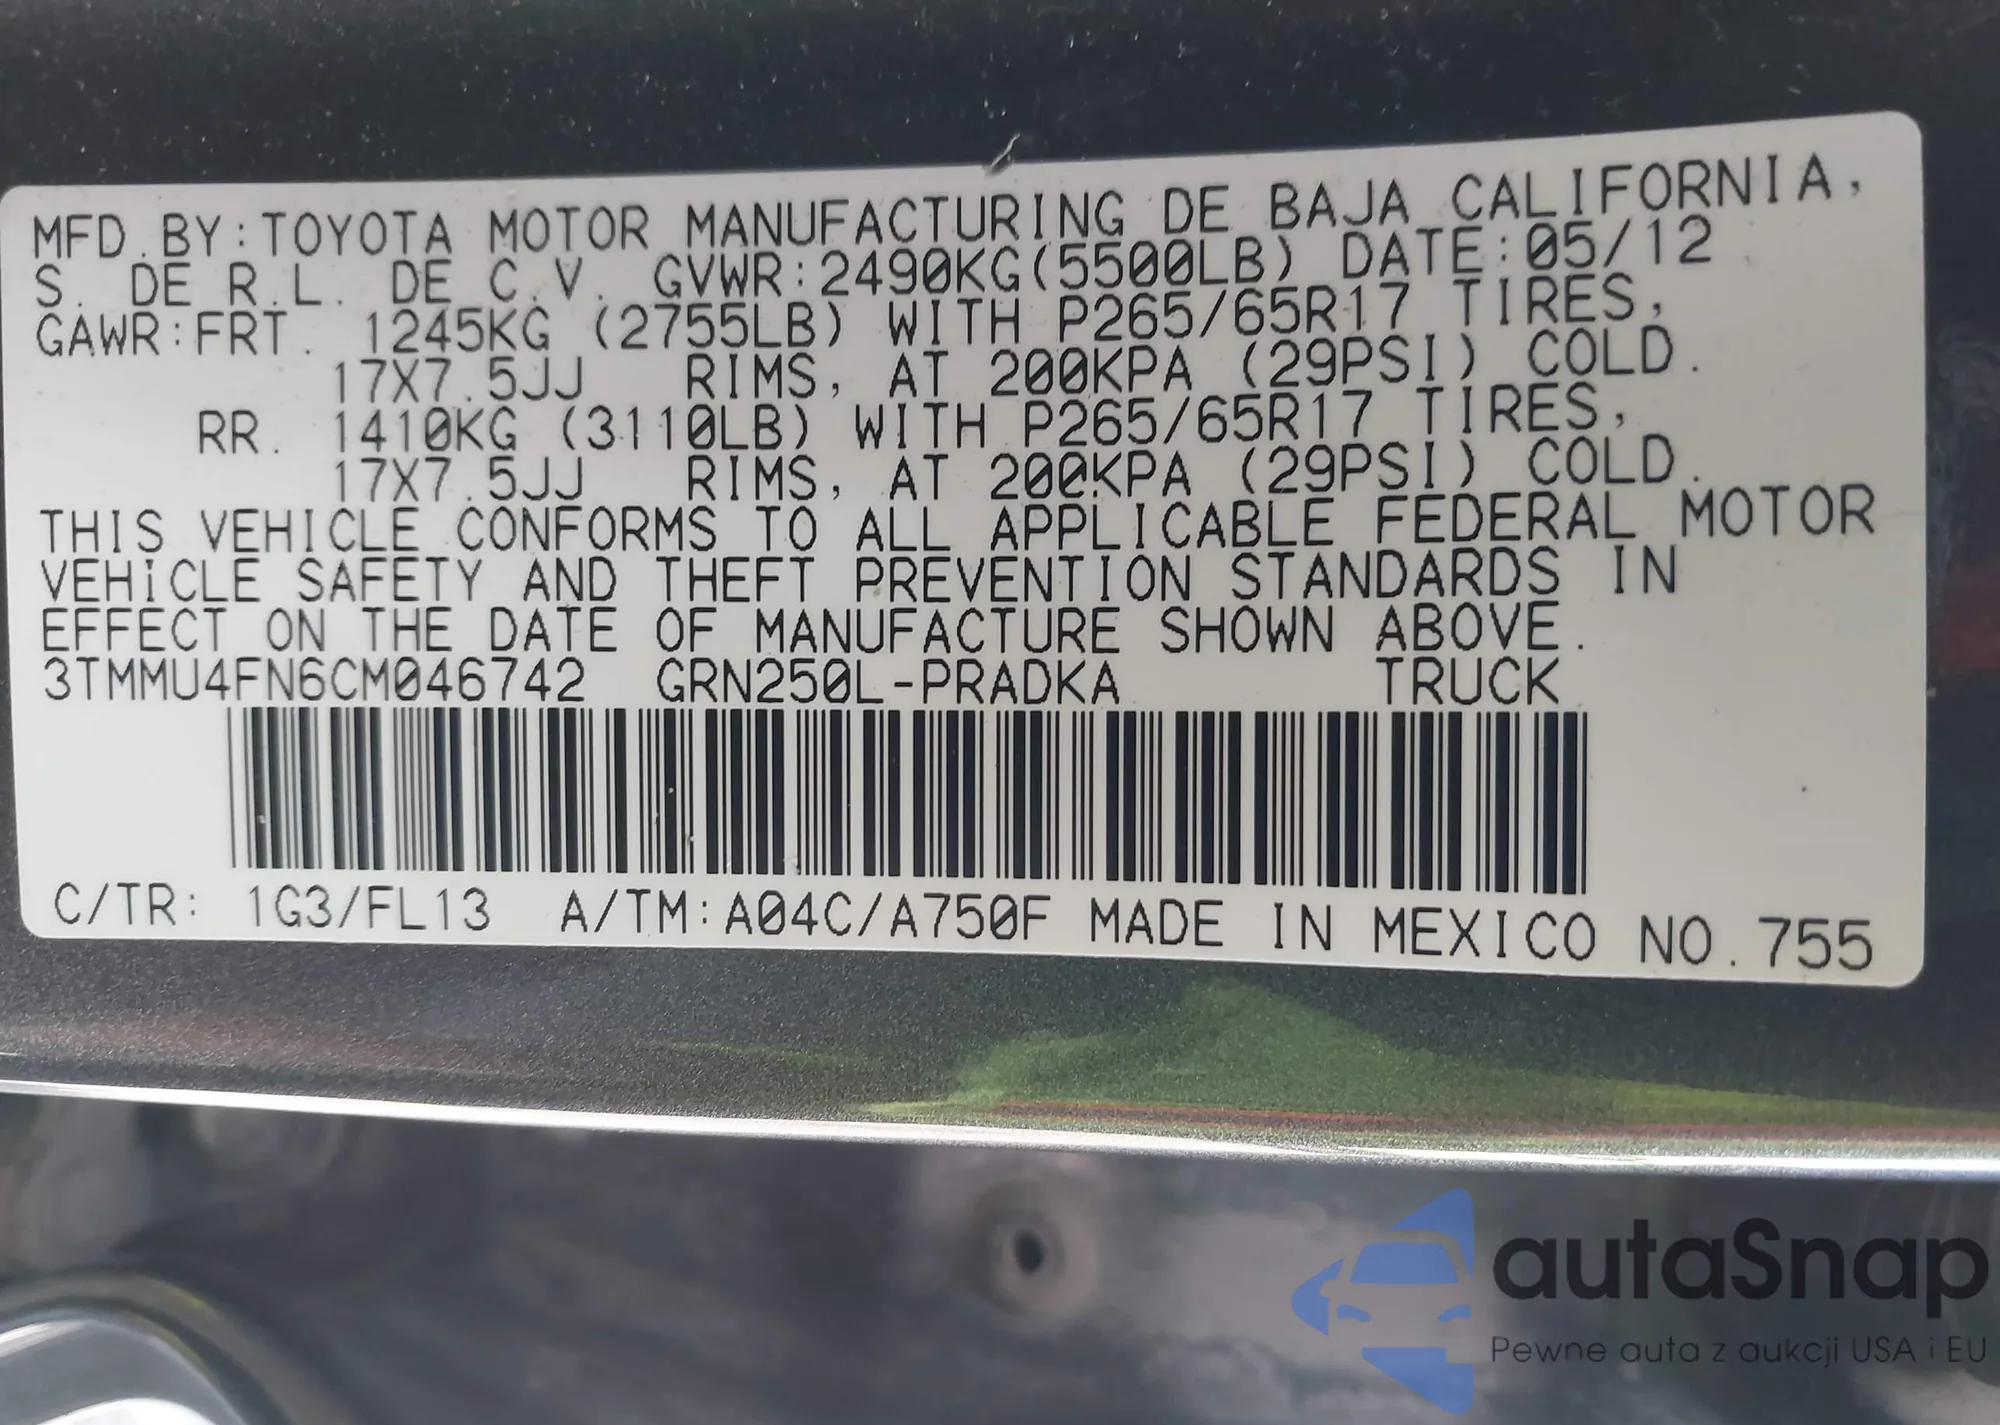 MFD.BY:TOYOTA MOTOR MANUFACTURING DE BAJA CALIFORNIA,
S. DE R.L. DE C.V. GVWR:2490KG(5500LB) DATE:05/12
GAWR:FRT. 1245KG (2755LB) WITH P265/65R17 TIRES,
17X7.5JJ RIMS, AT 200KPA (29PSI) COLD.
RR. 1410KG (3110LB) WITH P265/65R17 TIRES,
17X7.5JJ RIMS, AT 200KPA (29PSI) COLD.
THIS VEHICLE CONFORMS TO ALL APPLICABLE FEDERAL MOTOR
VEHICLE SAFETY AND THEFT PREVENTION STANDARDS IN
EFFECT ON THE DATE OF MANUFACTURE SHOWN ABOVE.
3TMMU4FN6CM046742 GRN250L-PRADKA TRUCK
C/TR: 1G3/FL13 A/TM:A04C/A750F MADE IN MEXICO NO.755
autaSnap
Pewne auta z aukcji USA i EU